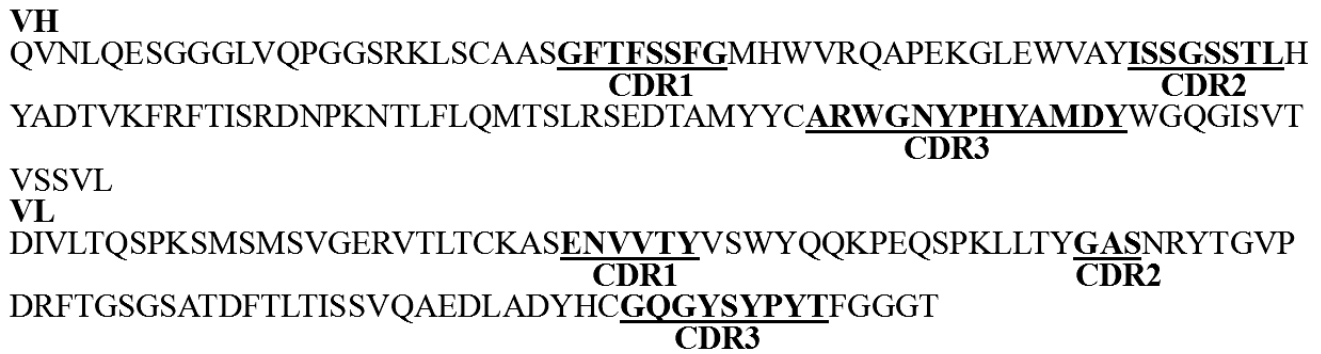 VH
QVNLQESGGGLVQPGGSRKLSCAASGFTFSSFGMHWVRQAPEKGLEWVAYISSGSSTLH
CDR1 CDR2
YADTVKFRFTISRDNPKNTLFLQMTSLRSEDTAMYYCARWGNYPHYAMDYWGQGISVT
CDR3
VSSVL
VL
DIVLTQSPKSMSMSVGERVTLTCKASENVVTYVSWYQQKPEQSPKLLTYGASNRYTGVP
CDR1 CDR2
DRFTGSGSATDFTLTISSVQAEDLADYHCGQGYSYPYTFGGGT
CDR3